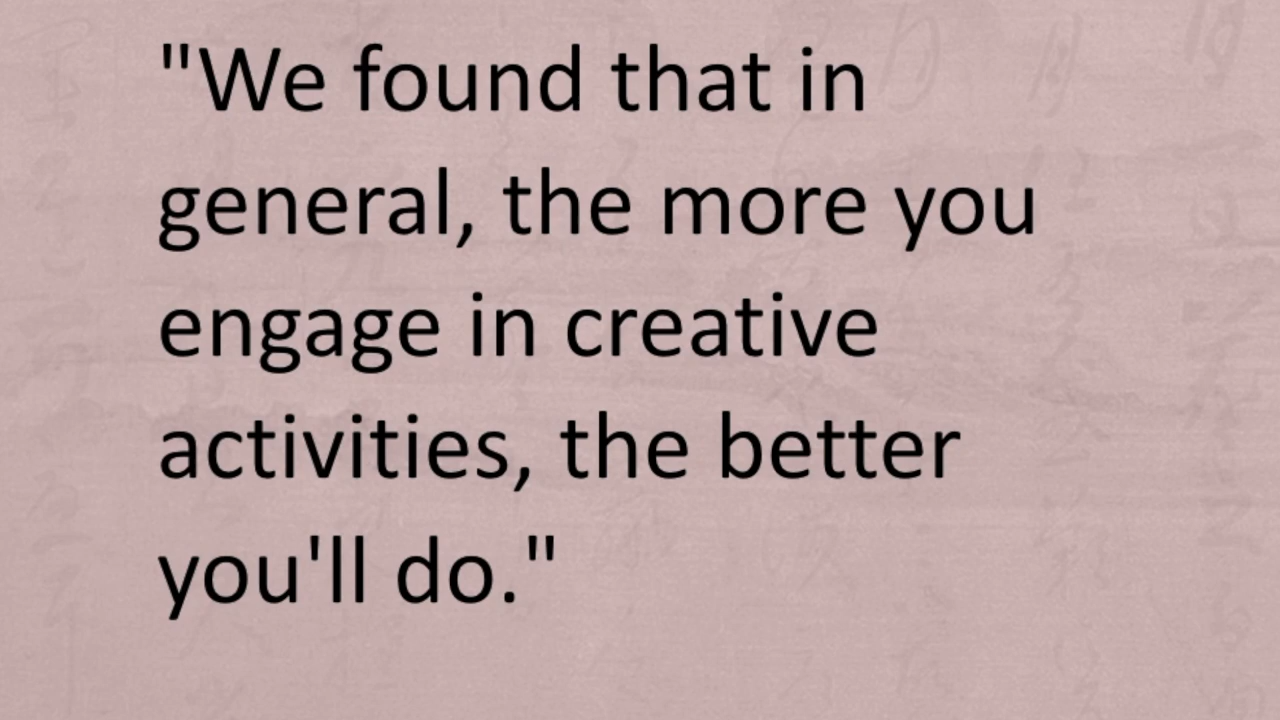 "We found that in
general, the more you
engage in creative
activities, the better
you'll do."